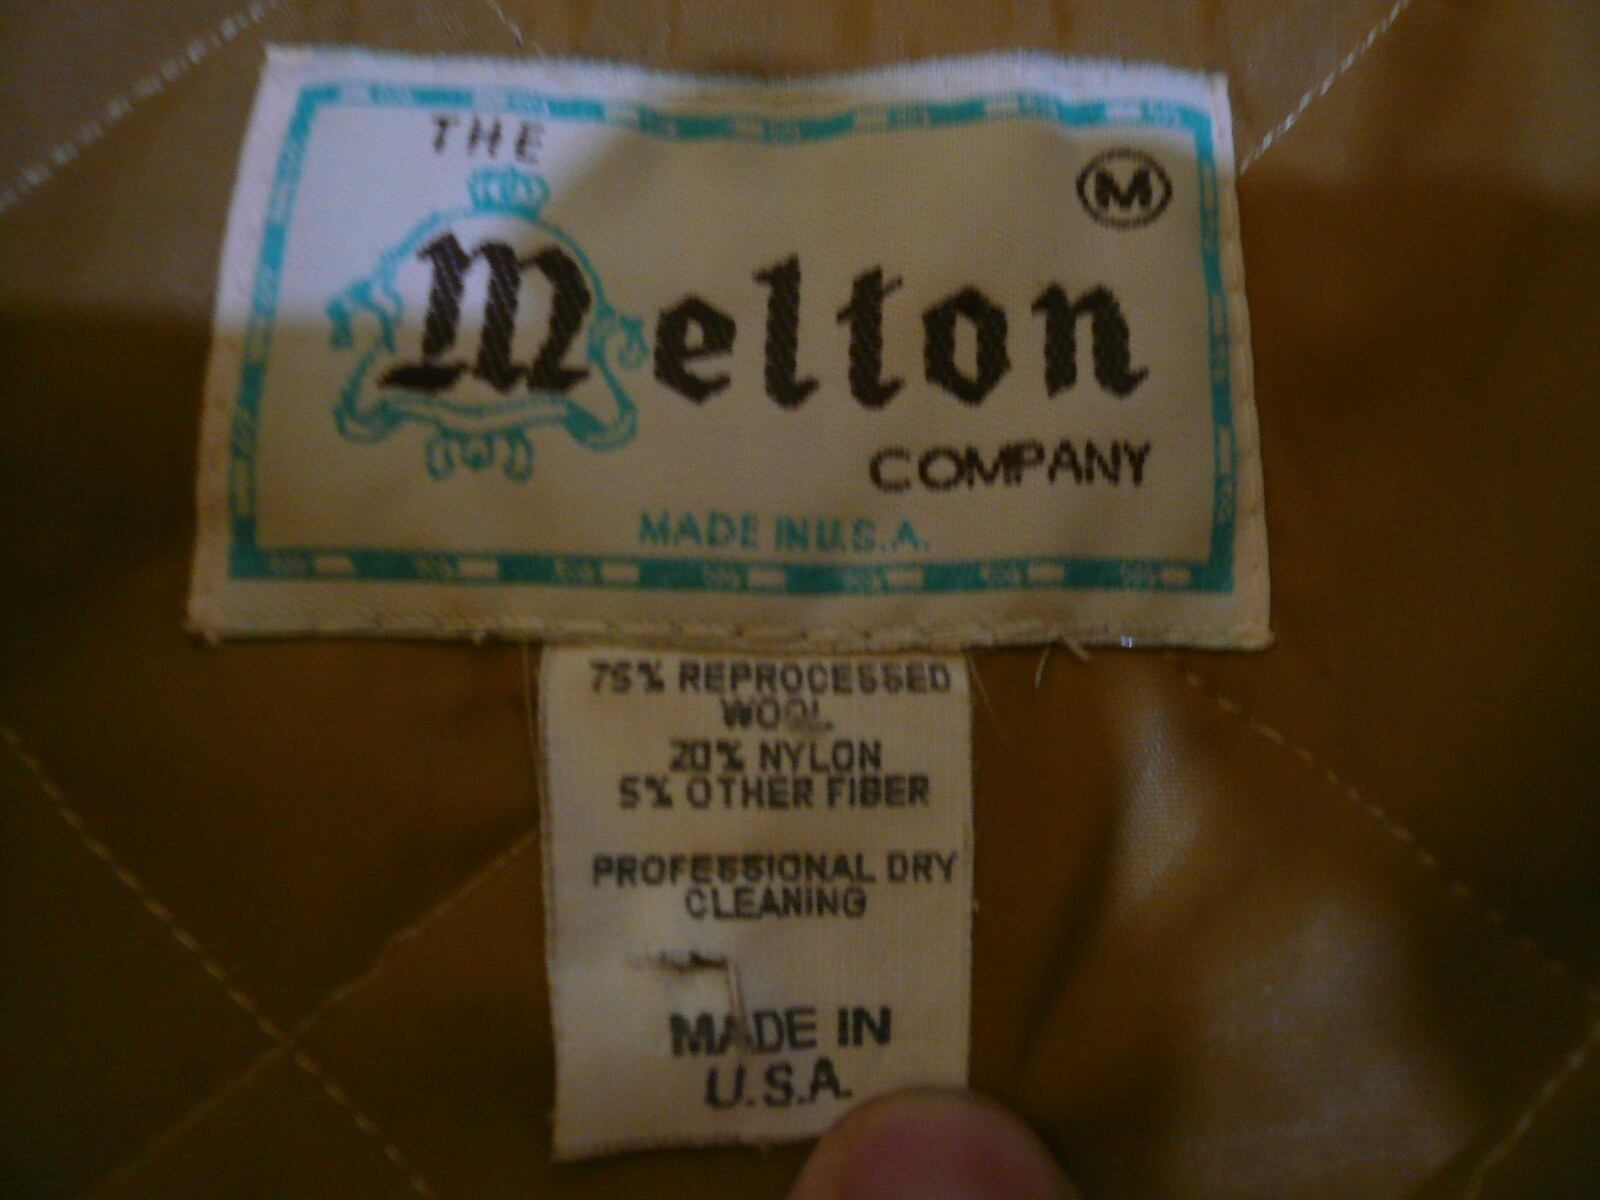 THE
M
Melton
COMPANY
MADE IN U.S.A.
75% REPROCESSED
WOOL
20% NYLON
5% OTHER FIBER
PROFESSIONAL DRY
CLEANING
MADE IN
U.S.A.